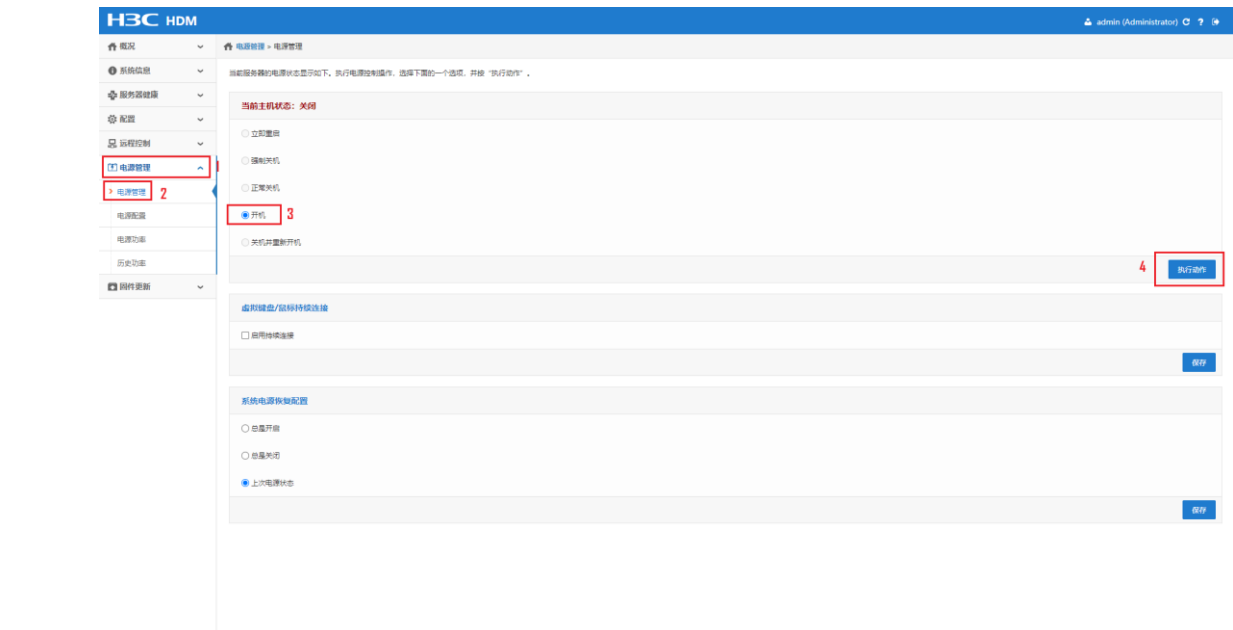 H3C HDM
admin (Administrator)
概况
系统信息
服务器健康
配置
远程控制
电源管理
电源管理 2
电源配置
电源功率
历史功率
固件更新
电源管理 » 电源管理
当前服务器的电源状态显示如下。执行电源控制操作，选择下面的一个选项，并按“执行动作”。
当前主机状态：关闭
立即重启
强制关机
正常关机
开机 3
关机并重新开机
4 执行动作
虚拟键盘/鼠标持续连接
启用持续连接
保存
系统电源恢复配置
总是开启
总是关闭
上次电源状态
保存